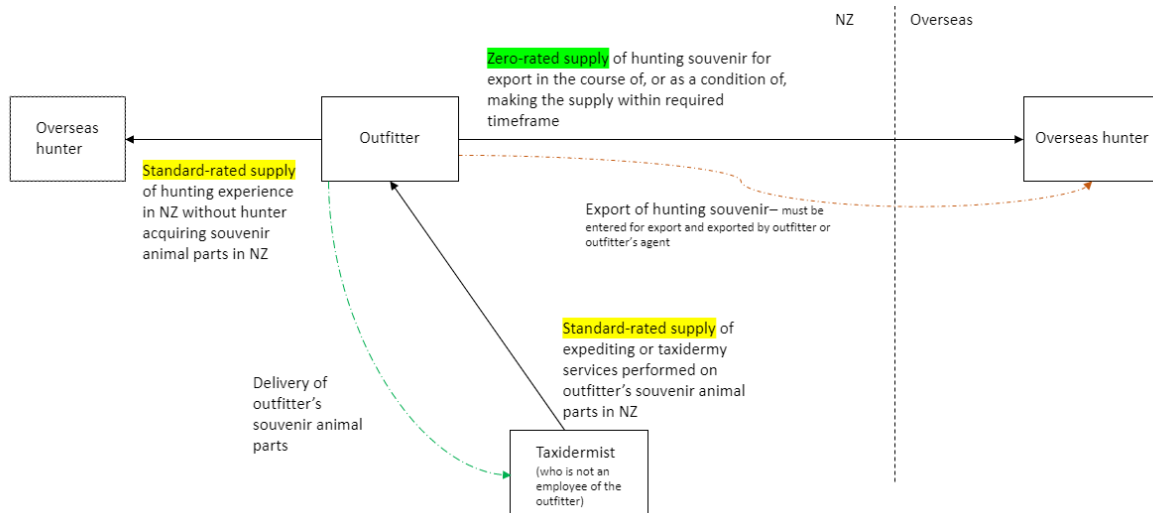 NZ
Overseas
Zero-rated supply of hunting souvenir for
export in the course of, or as a condition of,
making the supply within required
timeframe
Overseas
hunter
Outfitter
Overseas hunter
Standard-rated supply
of hunting experience
in NZ without hunter
acquiring souvenir
animal parts in NZ
Export of hunting souvenir– must be
entered for export and exported by outfitter or
outfitter's agent
Standard-rated supply of
expediting or taxidermy
services performed on
outfitter's souvenir animal
parts in NZ
Delivery of
outfitter's
souvenir animal
parts
Taxidermist
(who is not an
employee of the
outfitter)